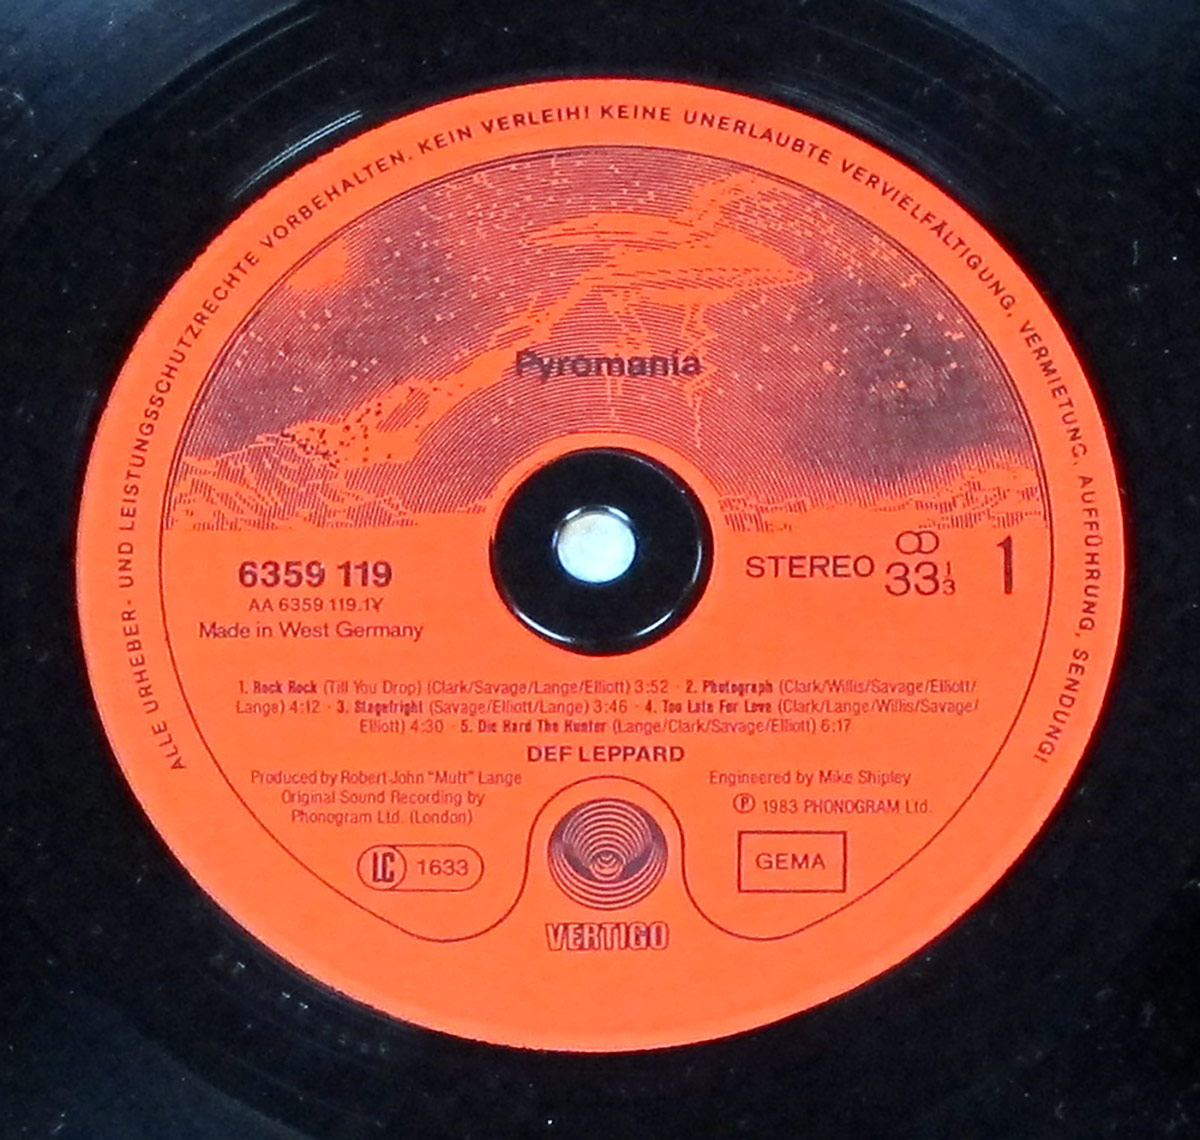 ALLE URHEBER- UND LEISTUNGSSCHUTZRECHTE VORBEHALTEN. KEIN VERLEIH! KEINE UNERLAUBTE VERVIELFÄLTIGUNG, VERMIETUNG, AUFFÜHRUNG, SENDUNG!
Pyromania
6359 119
AA 6359 119.1Y
Made in West Germany
STEREO 33 1/3
1
1. Rock Rock (Till You Drop) (Clark/Savage/Lange/Elliott) 3:52 · 2. Photograph (Clark/Willis/Savage/Elliott/
Lange) 4:12 · 3. Stagefright (Savage/Elliott/Lange) 3:46 · 4. Too Late For Love (Clark/Lange/Willis/Savage/
Elliott) 4:30 · 5. Die Hard The Hunter (Lange/Clark/Savage/Elliott) 6:17
DEF LEPPARD
Produced by Robert John "Mutt" Lange
Original Sound Recording by
Phonogram Ltd. (London)
Engineered by Mike Shipley
Ⓟ 1983 PHONOGRAM Ltd.
LC 1633
GEMA
VERTIGO